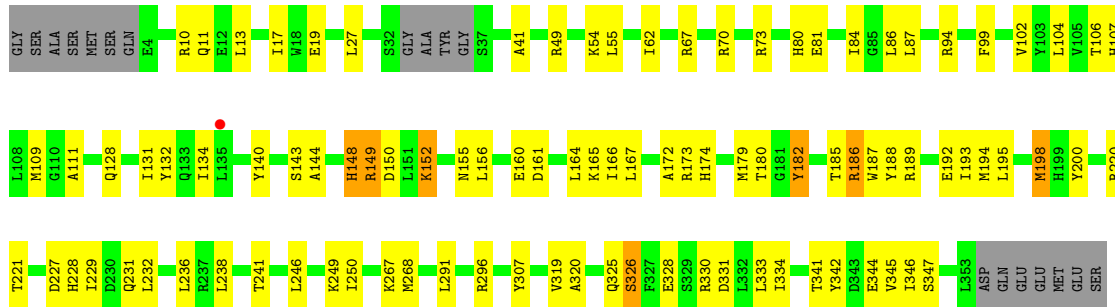 GLY SER ALA SER MET SER GLN E4 R10 Q11 E12 L13 I17 W18 E19 L27 S32 GLY ALA TYR GLY S37 A41 R49 K54 L55 I62 R67 R70 R73 H80 E81 I84 G85 L86 L87 R94 F99 V102 Y103 L104 V105 T106 H107
L108 M109 G110 A111 Q128 I131 Y132 Q133 I134 L135 Y140 S143 A144 H148 R149 D150 L151 K152 N155 L156 E160 D161 L164 K165 I166 L167 A172 R173 H174 M179 T180 G181 Y182 T185 R186 W187 Y188 R189 E192 I193 M194 L195 M198 H199 Y200
T221 D227 H228 I229 D230 Q231 L232 L236 R237 L238 T241 L246 K249 I250 K267 M268 L291 R296 Y307 V319 A320 Q325 S326 F327 E328 S329 R330 D331 L332 L333 I334 T341 Y342 D343 E344 V345 I346 S347 L353 ASP GLN GLU GLU MET GLU SER